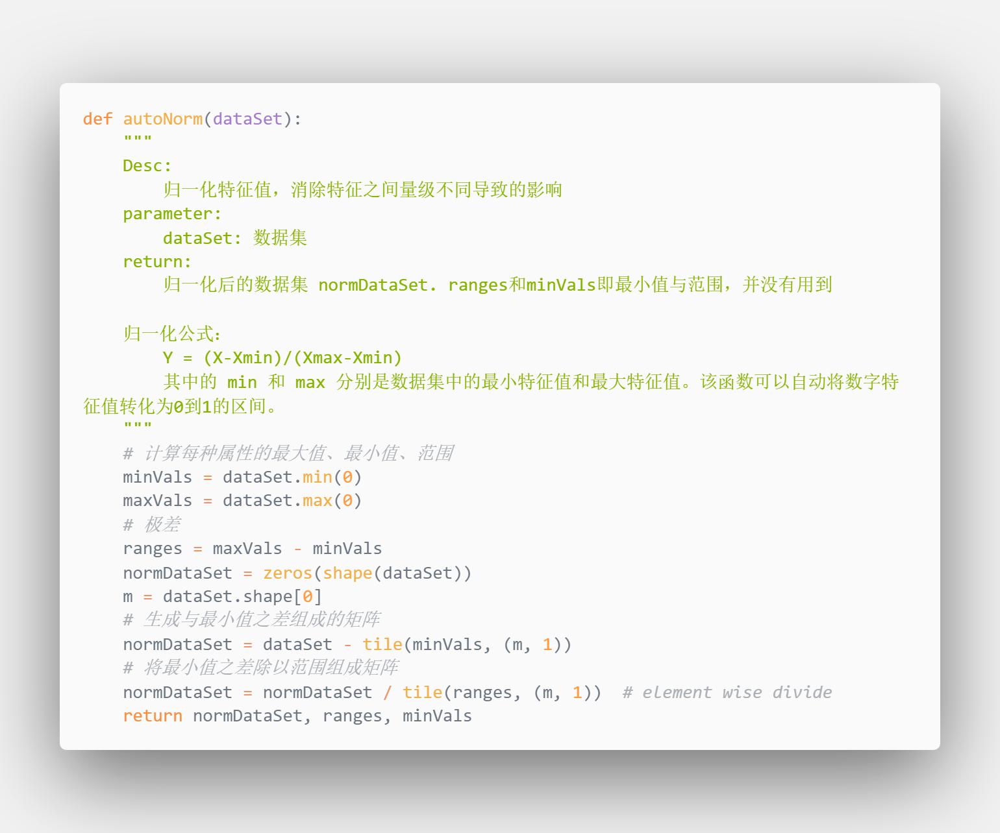 def autoNorm(dataSet):
    """
    Desc:
        归一化特征值，消除特征之间量级不同导致的影响
    parameter:
        dataSet: 数据集
    return:
        归一化后的数据集 normDataSet. ranges和minVals即最小值与范围，并没有用到

    归一化公式：
        Y = (X-Xmin)/(Xmax-Xmin)
        其中的 min 和 max 分别是数据集中的最小特征值和最大特征值。该函数可以自动将数字特
征值转化为0到1的区间。
    """
    # 计算每种属性的最大值、最小值、范围
    minVals = dataSet.min(0)
    maxVals = dataSet.max(0)
    # 极差
    ranges = maxVals - minVals
    normDataSet = zeros(shape(dataSet))
    m = dataSet.shape[0]
    # 生成与最小值之差组成的矩阵
    normDataSet = dataSet - tile(minVals, (m, 1))
    # 将最小值之差除以范围组成矩阵
    normDataSet = normDataSet / tile(ranges, (m, 1))  # element wise divide
    return normDataSet, ranges, minVals